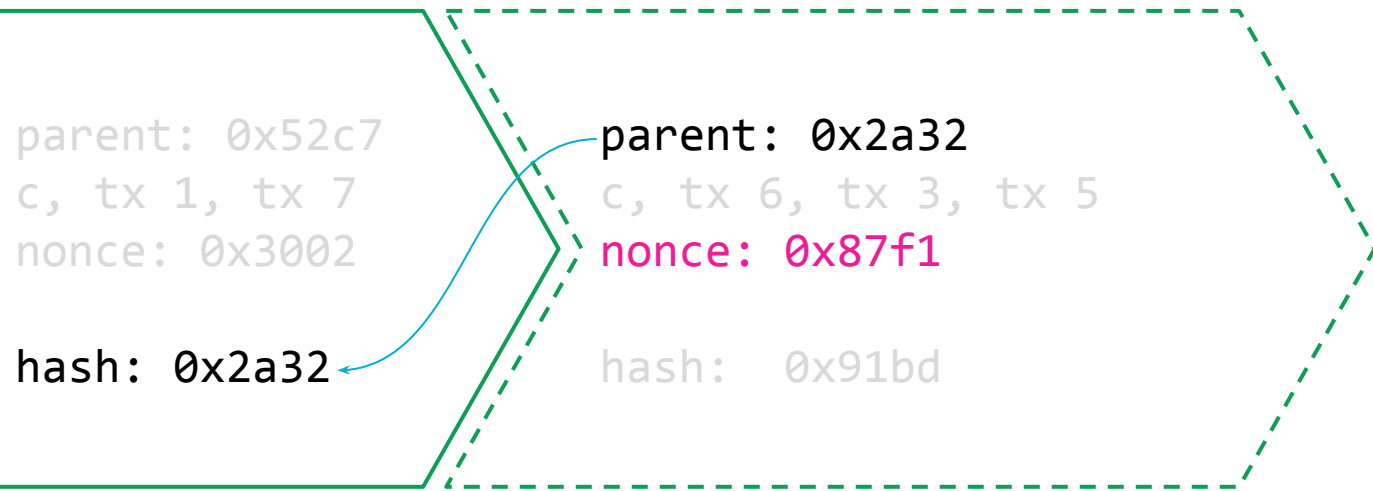 parent: 0x52c7
c, tx 1, tx 7
nonce: 0x3002
hash: 0x2a32
parent: 0x2a32
c, tx 6, tx 3, tx 5
nonce: 0x87f1
hash:  0x91bd